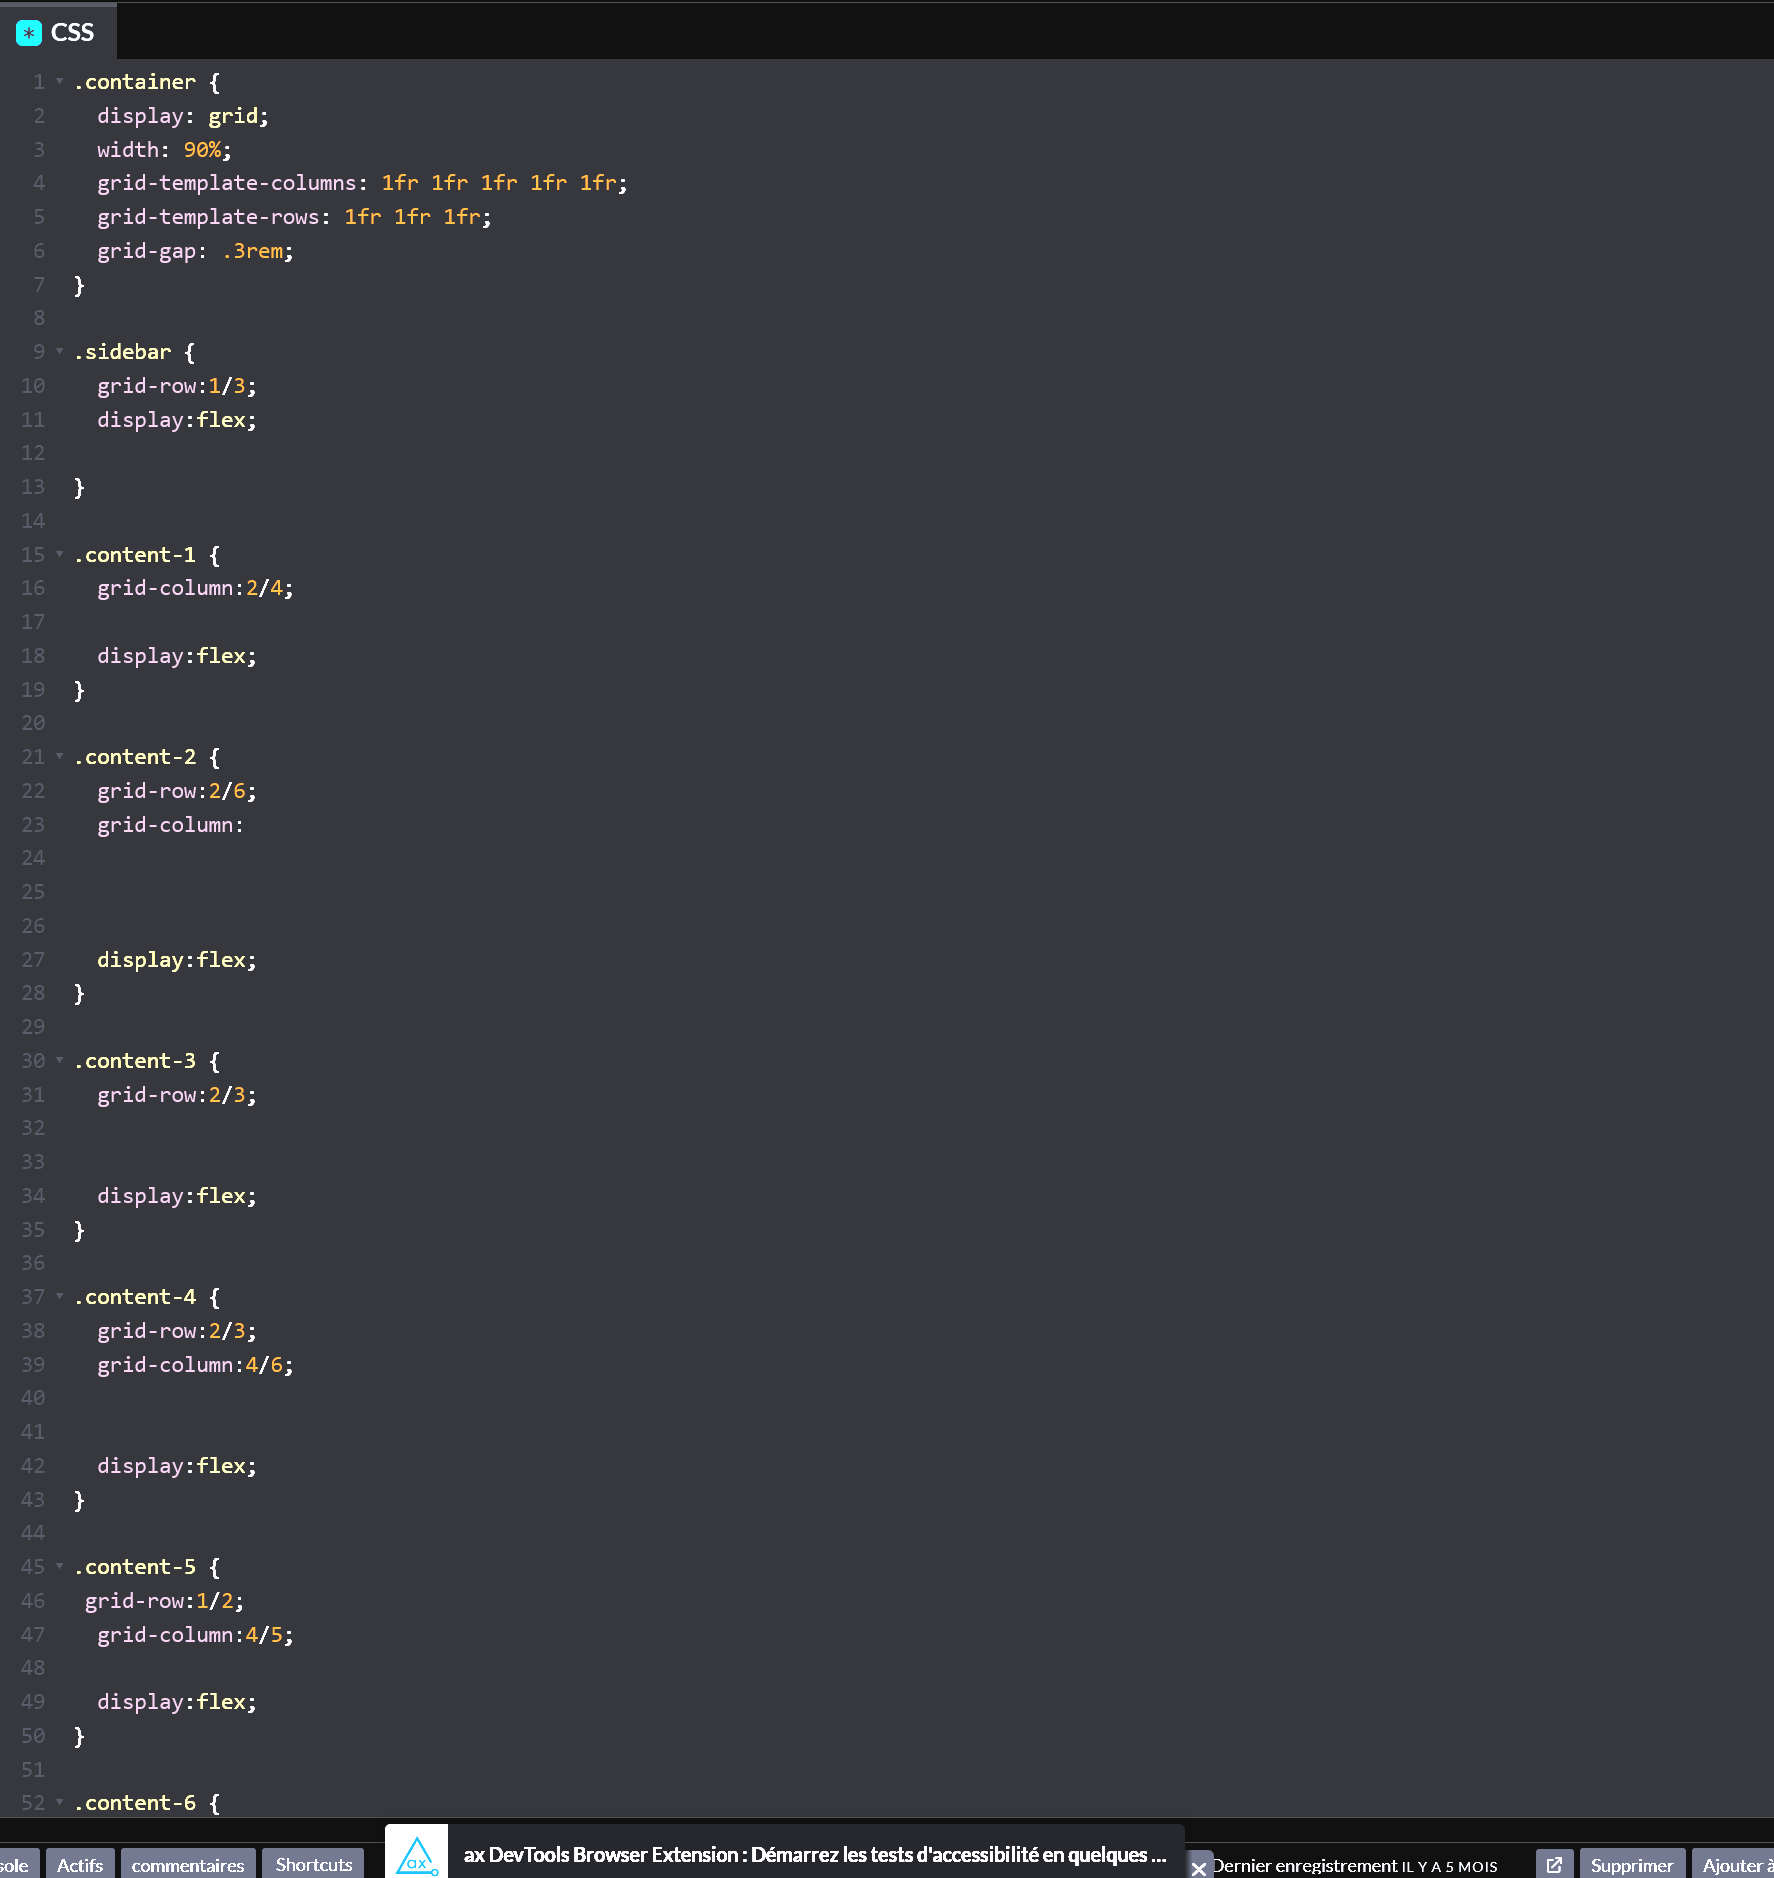 * CSS
1 .container {
2 display: grid;
3 width: 90%;
4 grid-template-columns: 1fr 1fr 1fr 1fr 1fr;
5 grid-template-rows: 1fr 1fr 1fr;
6 grid-gap: .3rem;
7 }
8
9 .sidebar {
10 grid-row:1/3;
11 display:flex;
12
13 }
14
15 .content-1 {
16 grid-column:2/4;
17
18 display:flex;
19 }
20
21 .content-2 {
22 grid-row:2/6;
23 grid-column:
24
25
26
27 display:flex;
28 }
29
30 .content-3 {
31 grid-row:2/3;
32
33
34 display:flex;
35 }
36
37 .content-4 {
38 grid-row:2/3;
39 grid-column:4/6;
40
41
42 display:flex;
43 }
44
45 .content-5 {
46 grid-row:1/2;
47 grid-column:4/5;
48
49 display:flex;
50 }
51
52 .content-6 {
sole Actifs commentaires Shortcuts ax ax DevTools Browser Extension : Démarrez les tests d'accessibilité en quelques ... × Dernier enregistrement IL Y A 5 MOIS Supprimer Ajouter à